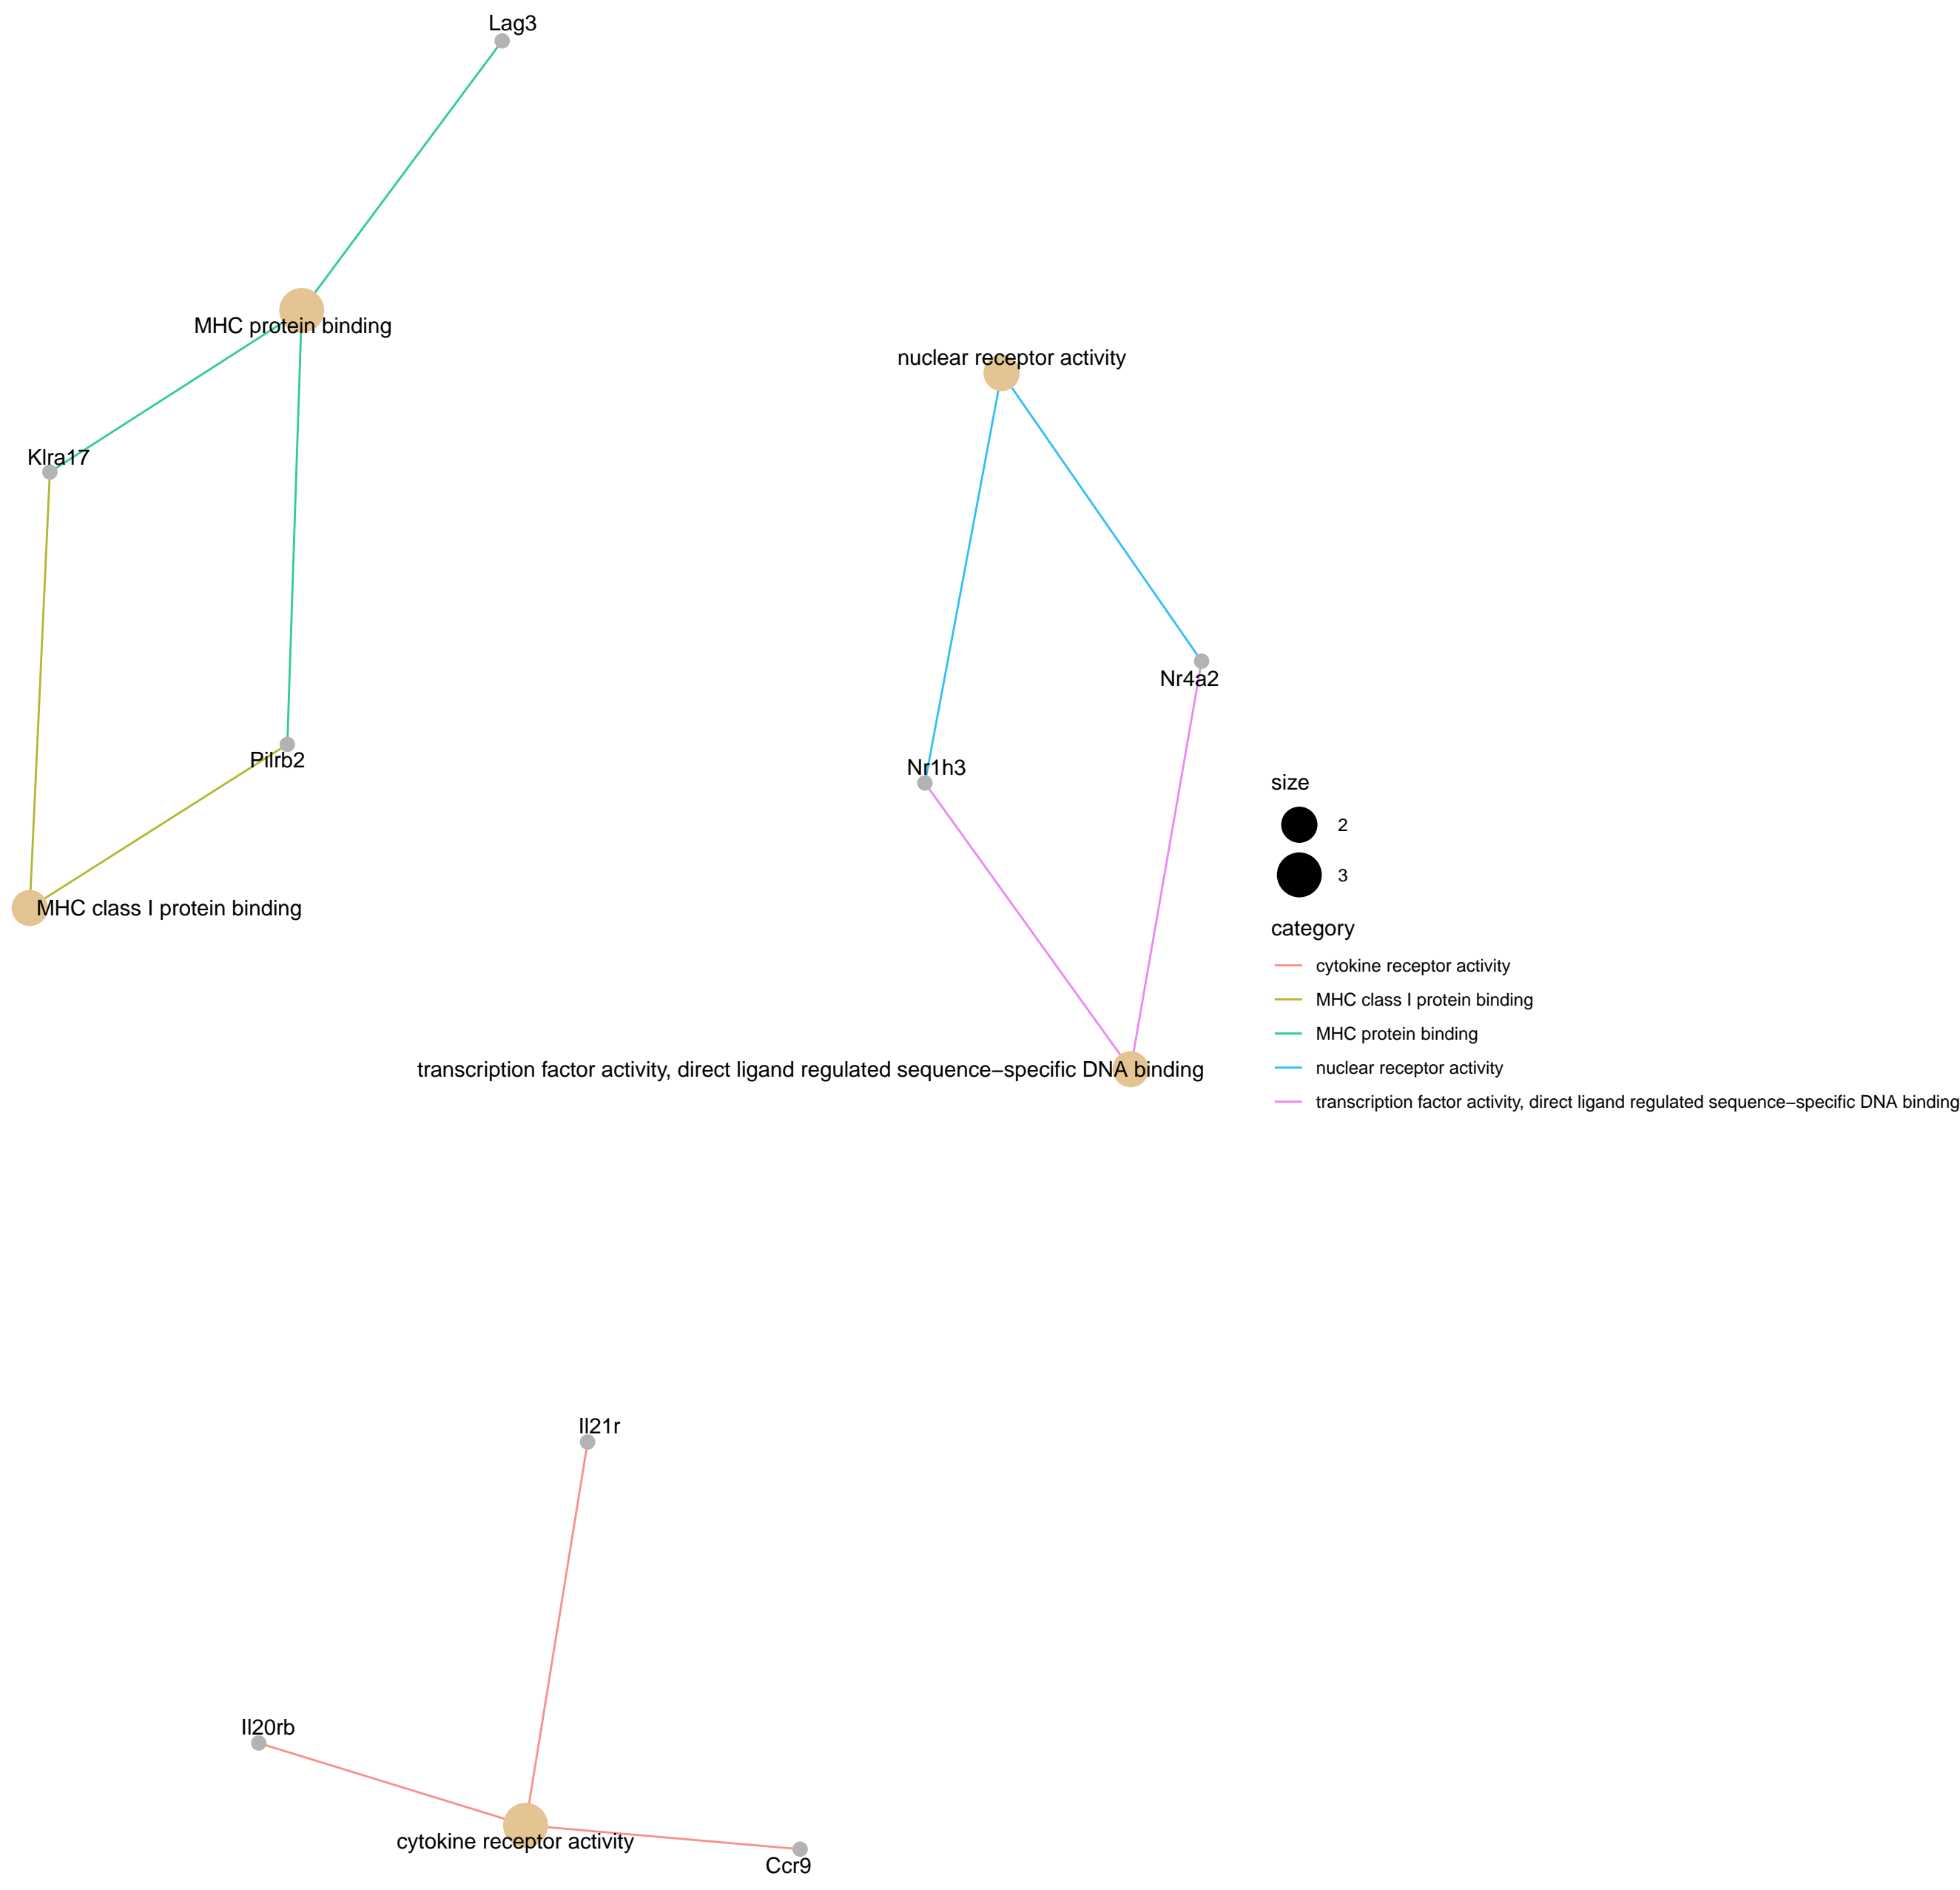 Lag3
MHC protein binding
nuclear receptor activity
Klra17
Nr4a2
Pilrb2
Nr1h3
MHC class I protein binding
transcription factor activity, direct ligand regulated sequence−specific DNA binding
size
2
3
category
cytokine receptor activity
MHC class I protein binding
MHC protein binding
nuclear receptor activity
transcription factor activity, direct ligand regulated sequence−specific DNA binding
Il21r
Il20rb
cytokine receptor activity
Ccr9